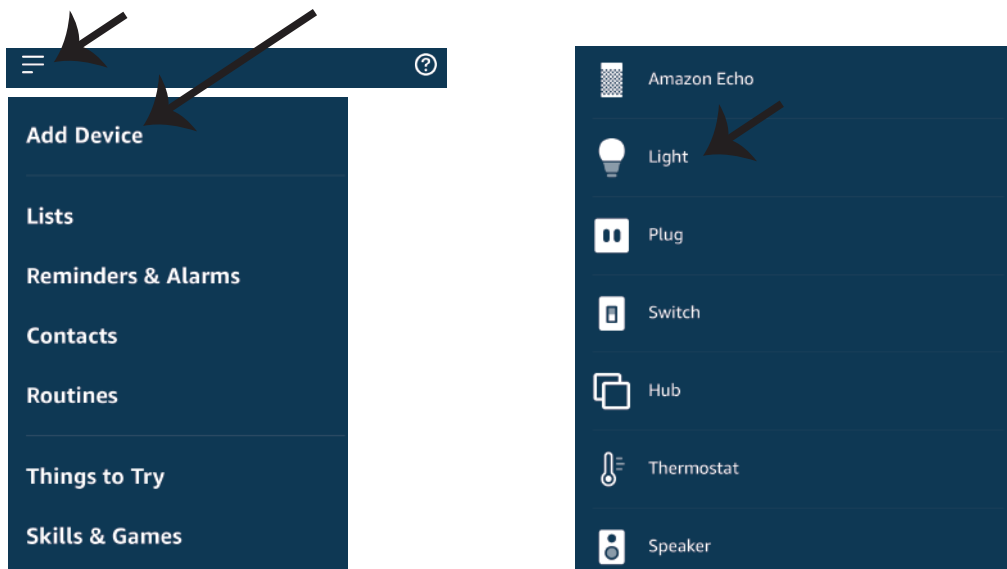 Add Device
Lists
Reminders & Alarms
Contacts
Routines
Things to Try
Skills & Games
Amazon Echo
Light
Plug
Switch
Hub
Thermostat
Speaker